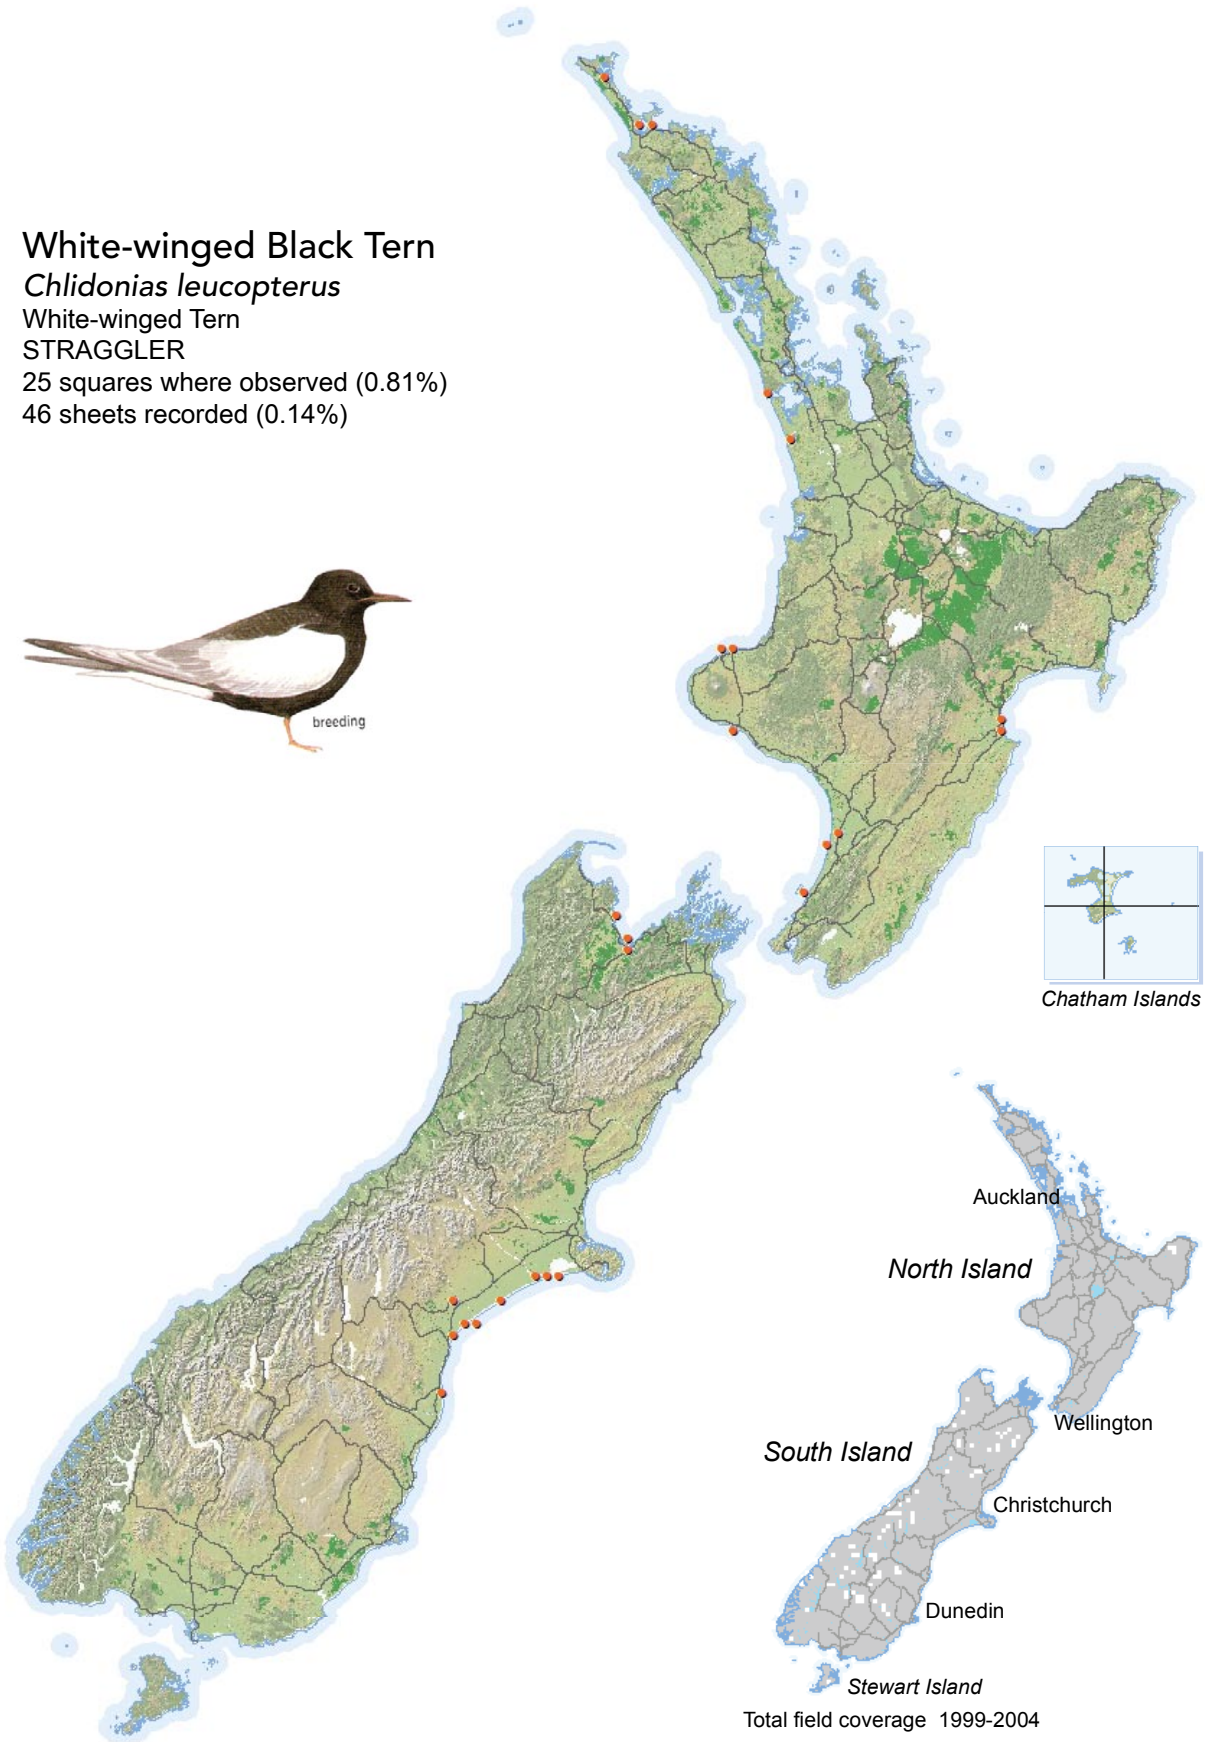 White-winged Black Tern
Chlidonias leucopterus
White-winged Tern
STRAGGLER
25 squares where observed (0.81%)
46 sheets recorded (0.14%)
breeding
Chatham Islands
Auckland
North Island
Wellington
South Island
Christchurch
Dunedin
Stewart Island
Total field coverage 1999-2004